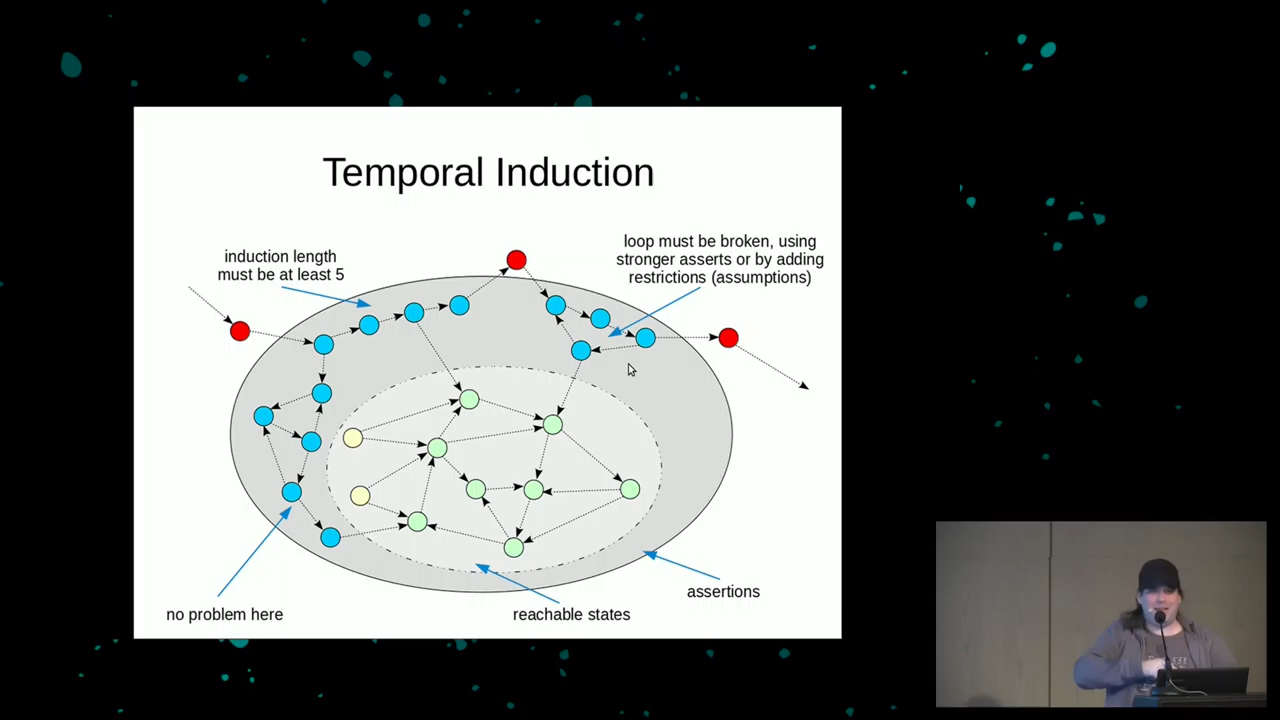 Temporal Induction
induction length
must be at least 5
loop must be broken, using
stronger asserts or by adding
restrictions (assumptions)
no problem here
reachable states
assertions